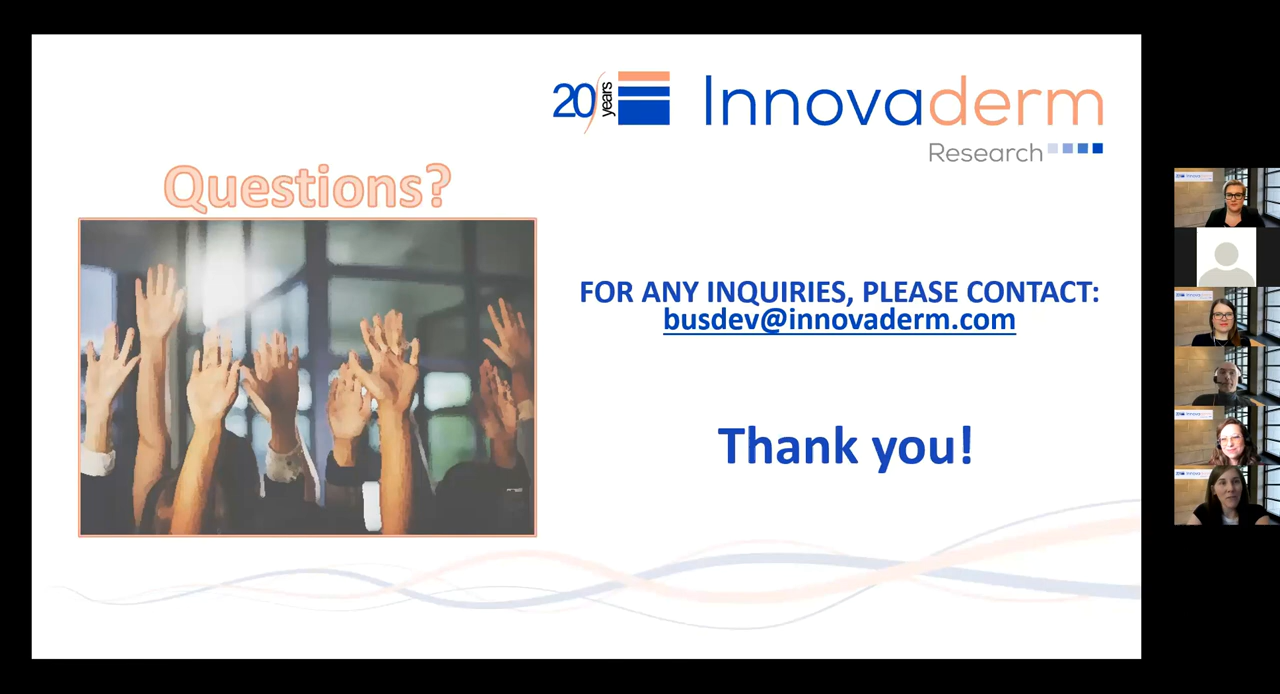 20 years
Innovaderm
Research
Questions?
FOR ANY INQUIRIES, PLEASE CONTACT:
busdev@innovaderm.com
Thank you!